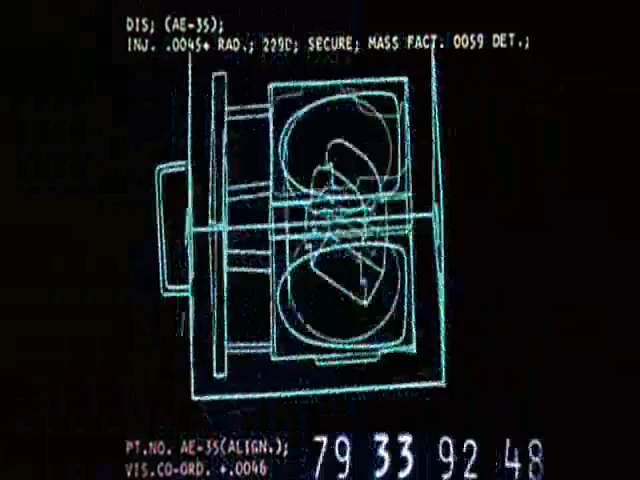 DIS; (AE-35);
INJ. .0045+ RAD.; 229D; SECURE; MASS FACT. 0059 DET.;
PT.NO. AE-35(ALIGN.);
VIS.CO-ORD. +.0046
79 33 92 48